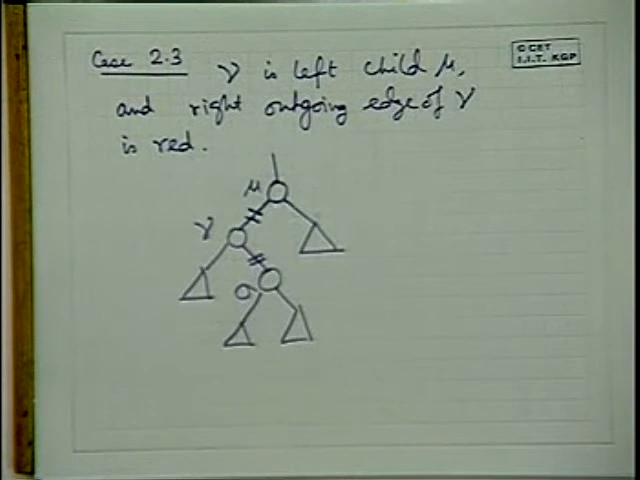 Case 2.3 ν is left child μ,
and right outgoing edge of ν
is red.
© CET
I.I.T. KGP
μ
ν
σ